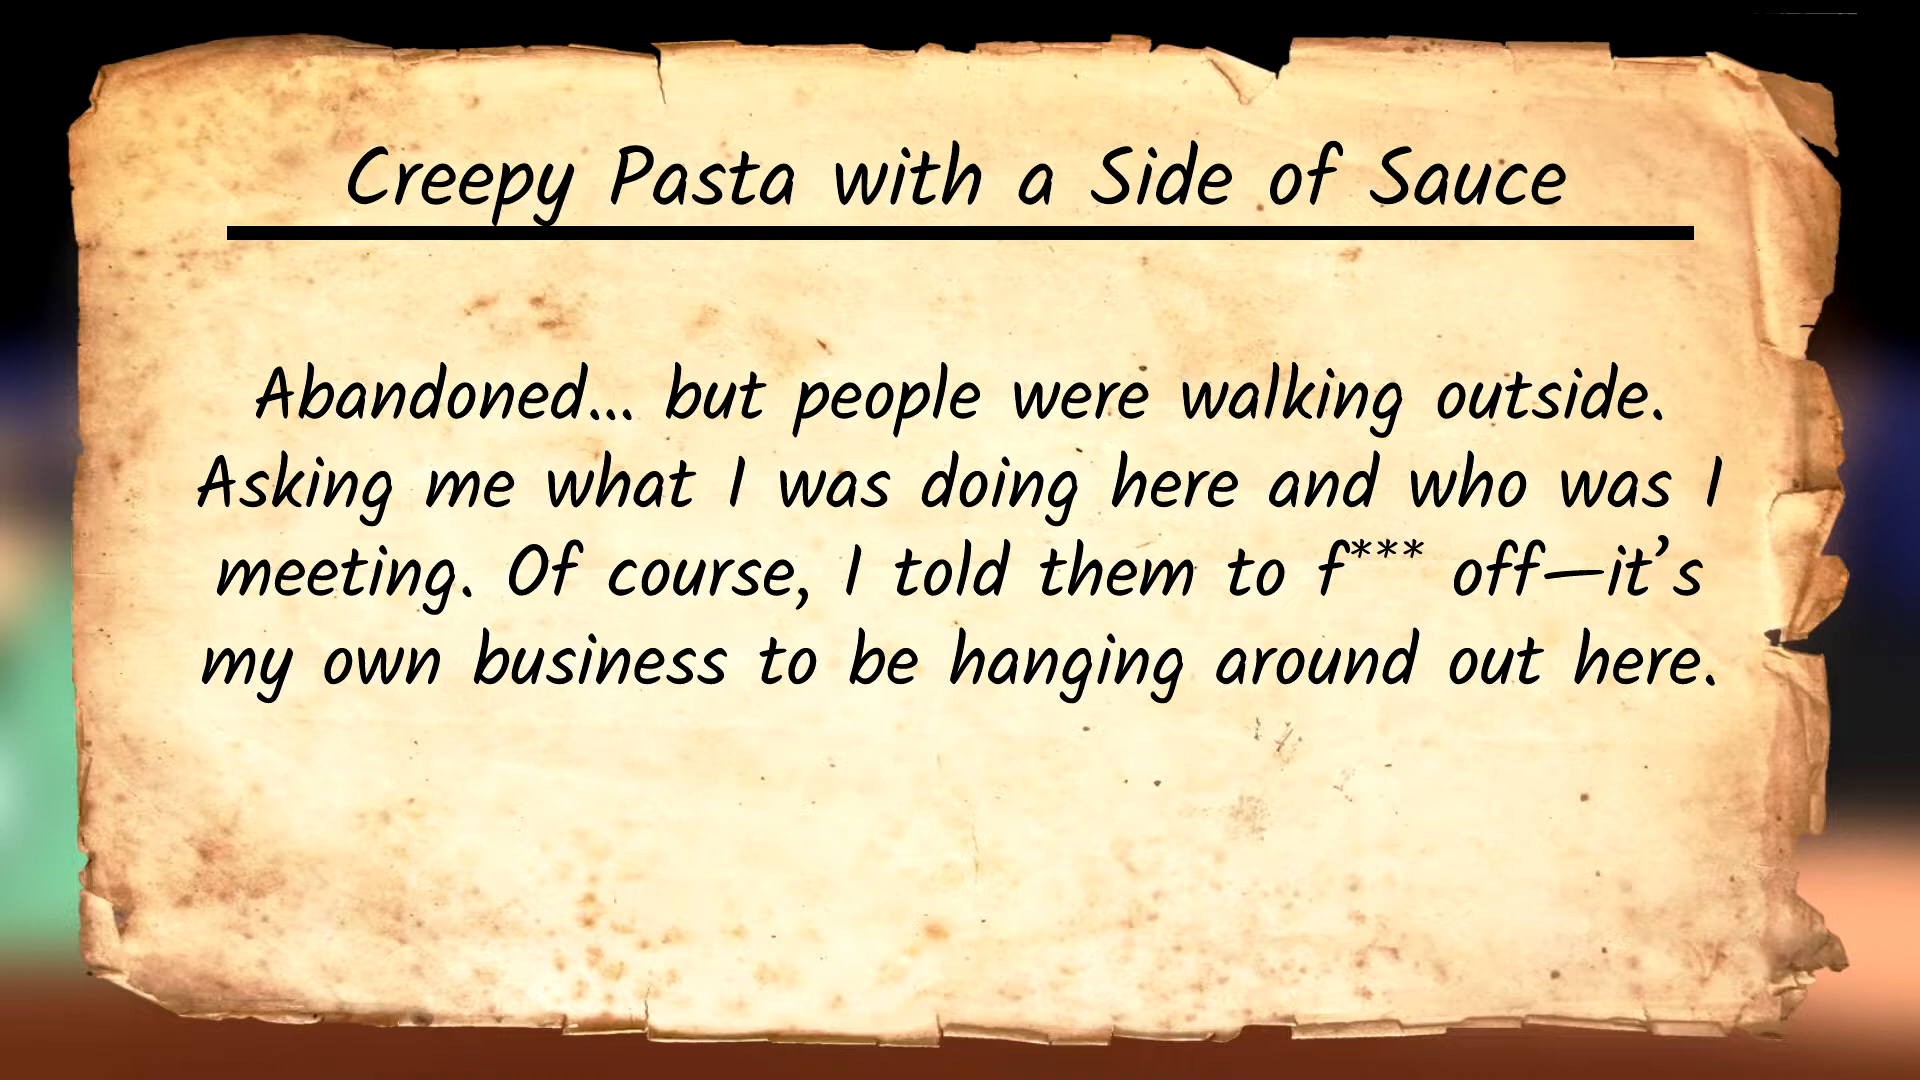 Creepy Pasta with a Side of Sauce
Abandoned... but people were walking outside.
Asking me what I was doing here and who was I
meeting. Of course, I told them to f*** off—it’s
my own business to be hanging around out here.